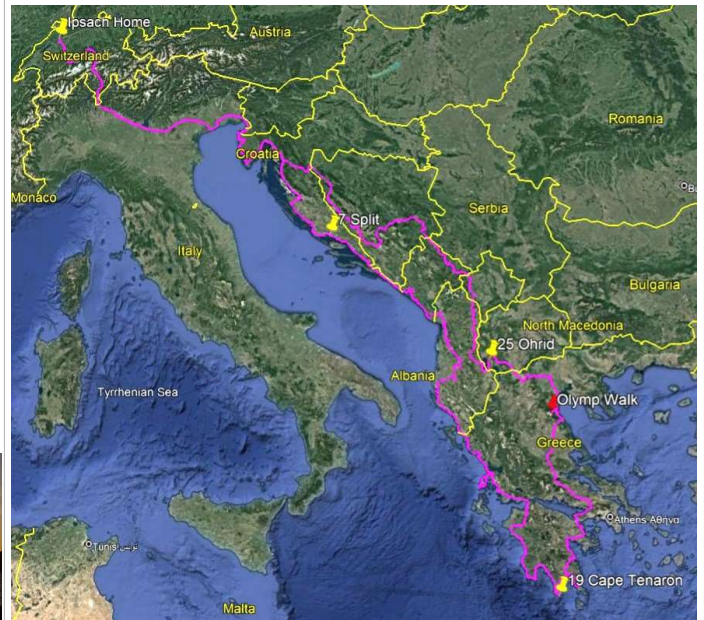 Ipsach Home
Austria
Switzerland
Romania
Croatia
Monaco
7 Split
Serbia
Italy
Bulgaria
North Macedonia
25 Ohrid
Albania
Tyrrhenian Sea
Olymp Walk
Greece
Athens Αθήνα
Tunis تونس
19 Cape Tenaron
Malta